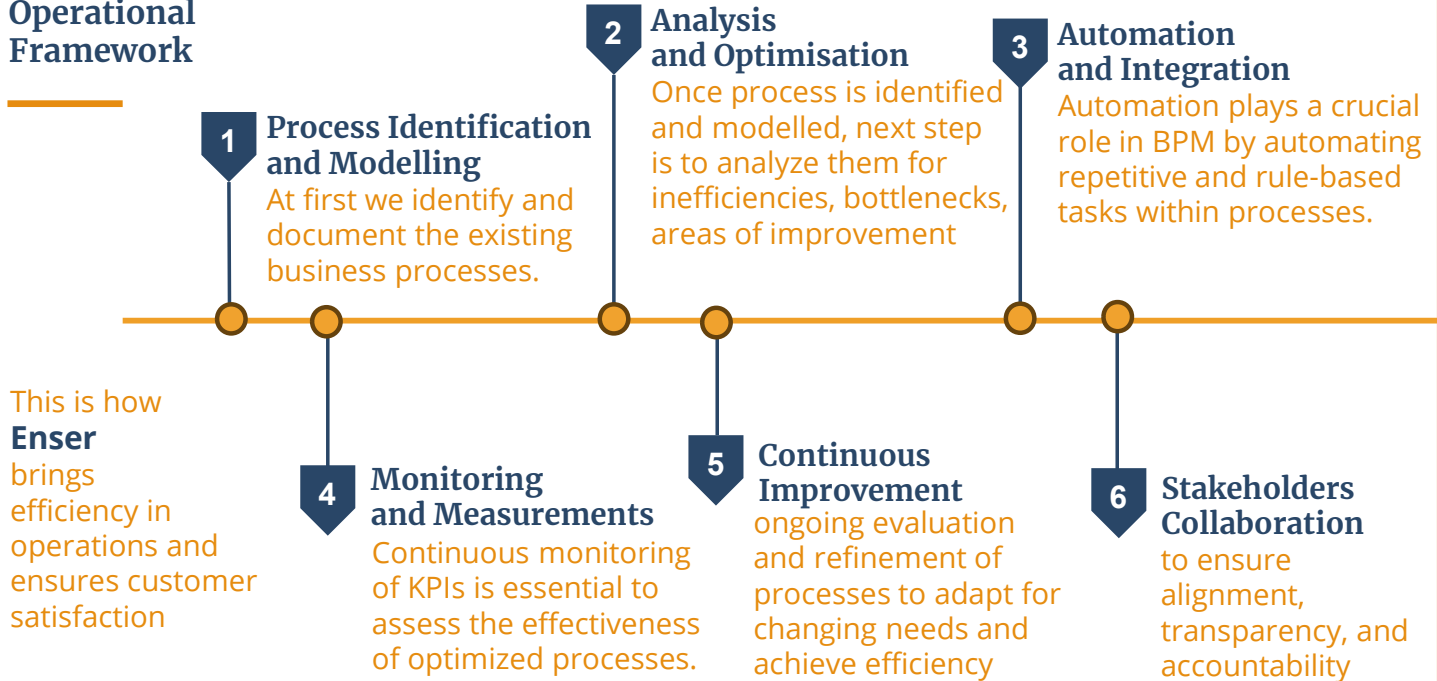 Operational
Framework
1
Process Identification
and Modelling
At first we identify and
document the existing
business processes.
2
Analysis
and Optimisation
Once process is identified
and modelled, next step
is to analyze them for
inefficiencies, bottlenecks,
areas of improvement
3
Automation
and Integration
Automation plays a crucial
role in BPM by automating
repetitive and rule-based
tasks within processes.
This is how
Enser
brings
efficiency in
operations and
ensures customer
satisfaction
4
Monitoring
and Measurements
Continuous monitoring
of KPIs is essential to
assess the effectiveness
of optimized processes.
5
Continuous
Improvement
ongoing evaluation
and refinement of
processes to adapt for
changing needs and
achieve efficiency
6
Stakeholders
Collaboration
to ensure
alignment,
transparency, and
accountability